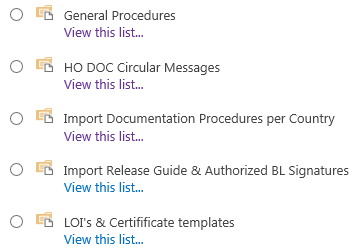 General Procedures
View this list...
HO DOC Circular Messages
View this list...
Import Documentation Procedures per Country
View this list...
Import Release Guide & Authorized BL Signatures
View this list...
LOI's & Certifificate templates
View this list...